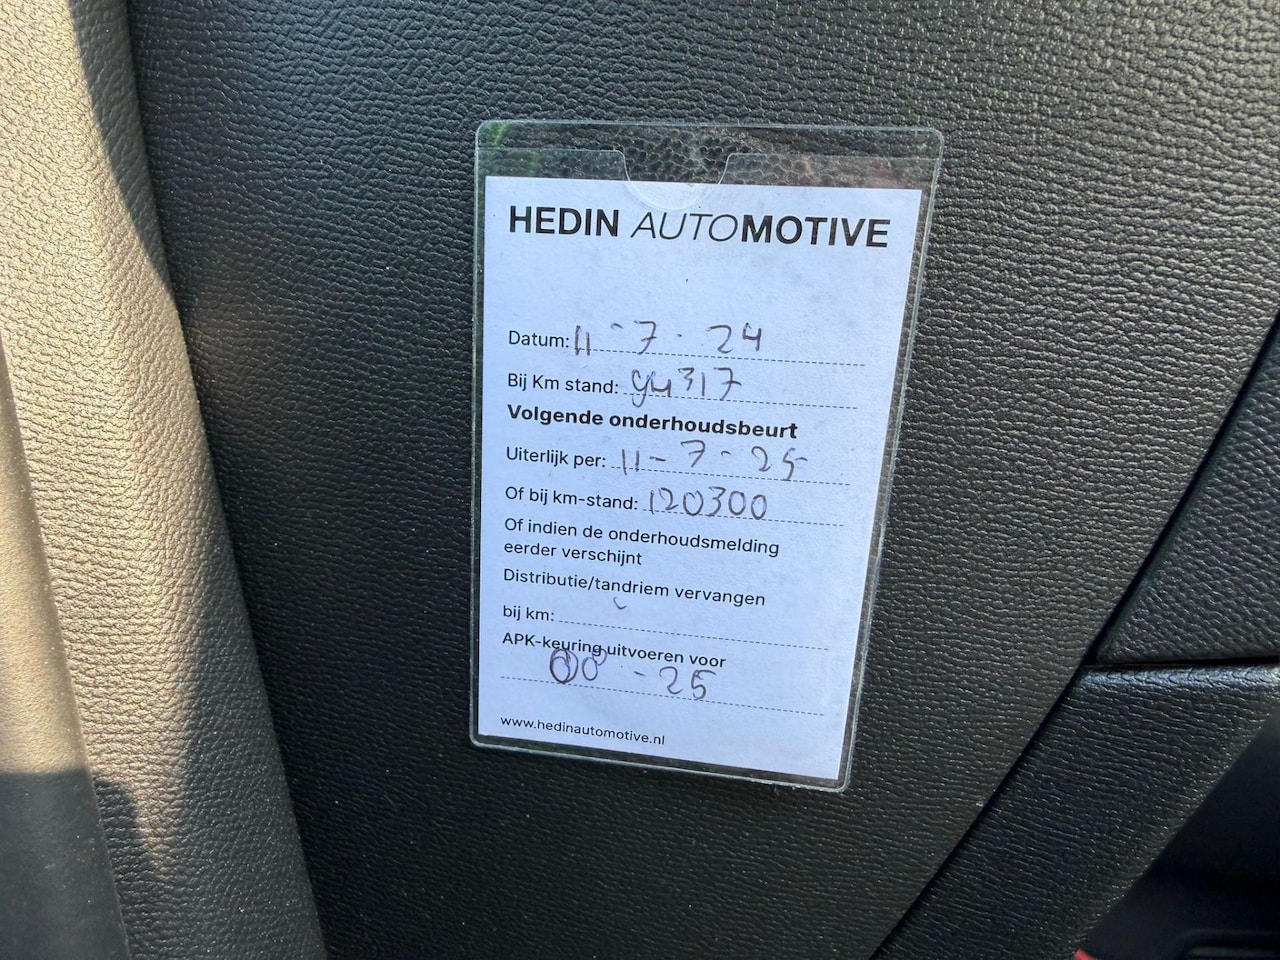 HEDIN AUTOMOTIVE
Datum: 11-7-24
Bij Km stand: 94317
Volgende onderhoudsbeurt
Uiterlijk per: 11-7-25
Of bij km-stand: 120300
Of indien de onderhoudsmelding
eerder verschijnt
Distributie/tandriem vervangen
bij km:
APK-keuring uitvoeren voor
-25
www.hedinautomotive.nl